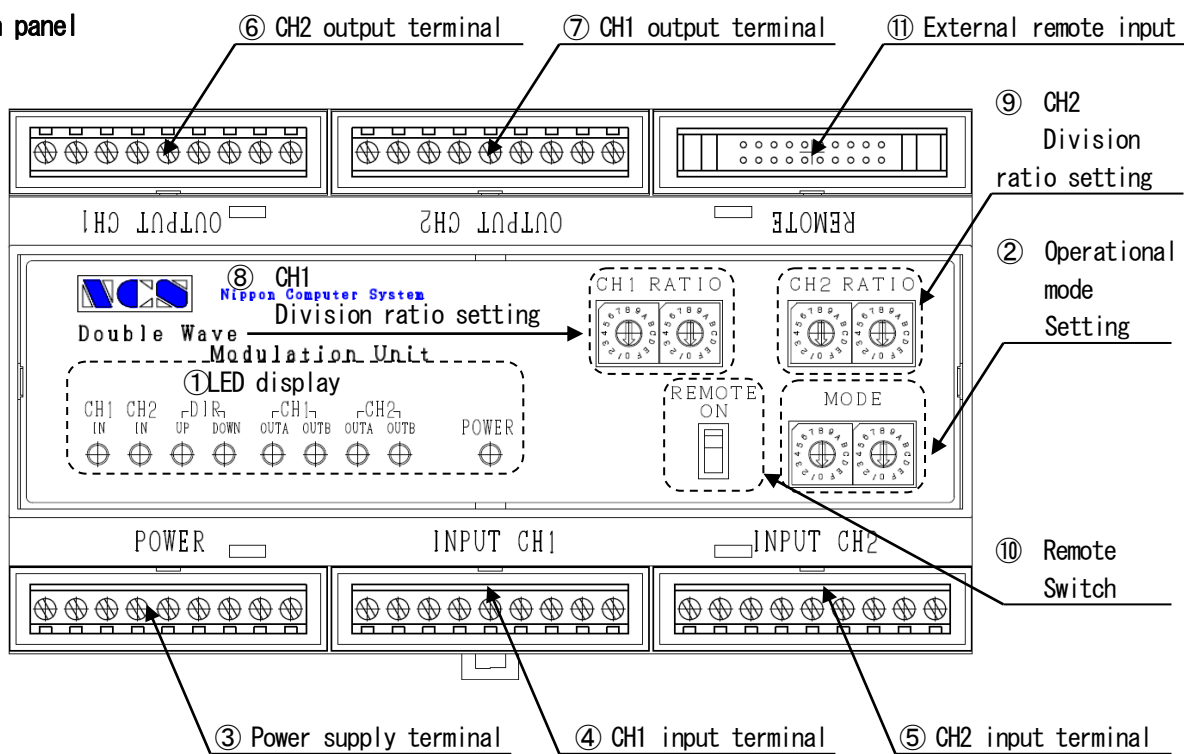 panel
⑥ CH2 output terminal
⑦ CH1 output terminal
⑪ External remote input
⑨ CH2
Division
ratio setting
OUTPUT CH1
OUTPUT CH2
REMOTE
② Operational
mode
Setting
NCS
⑧ CH1
Nippon Computer System
Division ratio setting
Double Wave
Modulation Unit
CH1 RATIO
CH2 RATIO
①LED display
REMOTE
ON
MODE
CH1 CH2 DIR CH1 CH2
IN IN UP DOWN OUTA OUTB OUTA OUTB POWER
POWER
INPUT CH1
INPUT CH2
⑩ Remote
Switch
③ Power supply terminal
④ CH1 input terminal
⑤ CH2 input terminal